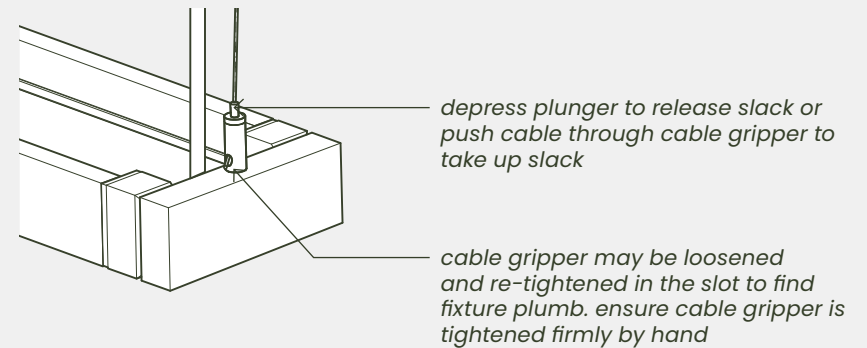 depress plunger to release slack or
push cable through cable gripper to
take up slack
cable gripper may be loosened
and re-tightened in the slot to find
fixture plumb. ensure cable gripper is
tightened firmly by hand